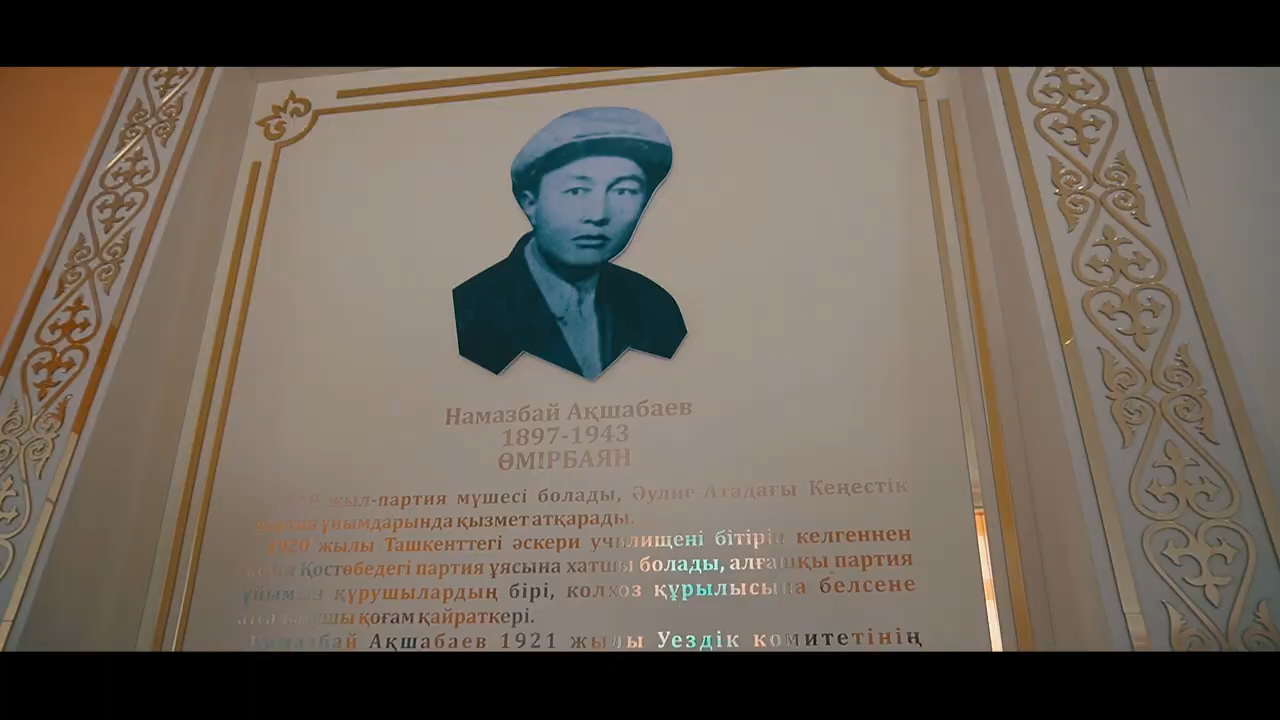 Намазбай Ақшабаев
1897-1943
ӨМІРБАЯН
жыл-партия мүшесі болады, Әулие-Атадағы Кеңестік
ұйымдарында қызмет атқарады.
1920 жылы Ташкенттегі әскери училищені бітіріп келгеннен
Қостөбедегі партия ұясына хатшы болады, алғашқы партия
құрушылардың бірі, колхоз құрылысына белсене
қоғам қайраткері.
Намазбай Ақшабаев 1921 жылы Уездік комитетінің